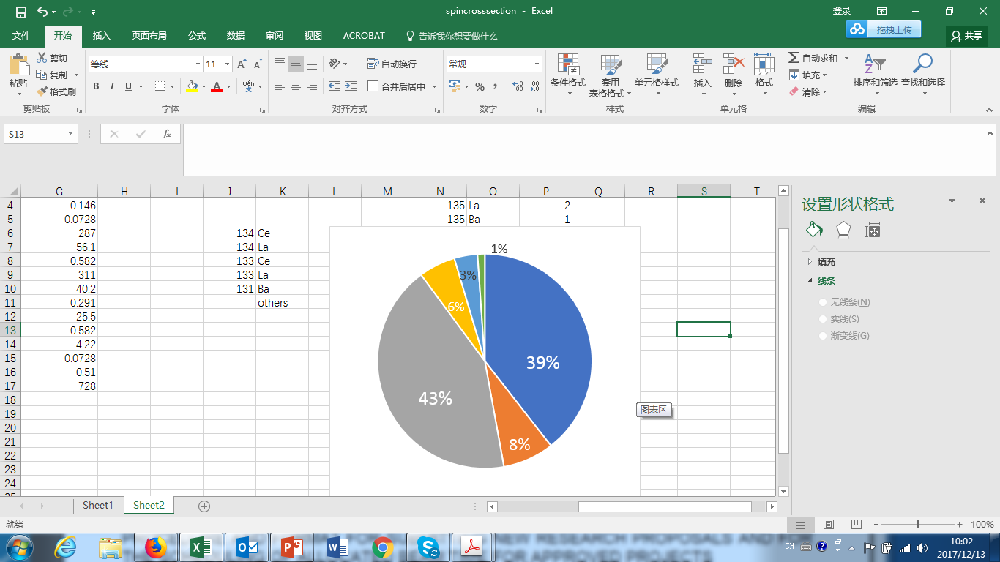 spincrosssection - Excel
登录
拖拽上传
文件 开始 插入 页面布局 公式 数据 审阅 视图 ACROBAT 告诉我你想要做什么 共享
剪切
复制
格式刷
粘贴
剪贴板
等线 11
B I U wén 文 A
字体
自动换行
合并后居中
对齐方式
常规
% , .00 .0
数字
条件格式 套用 表格格式 单元格样式
样式
插入 删除 格式
单元格
自动求和
填充
清除
排序和筛选 查找和选择
编辑
S13 fx
G H I J K L M N O P Q R S T
4 0.146 135 La 2
5 0.0728 135 Ba 1
6 287 134 Ce
7 56.1 134 La
8 0.582 133 Ce
9 311 133 La
10 40.2 131 Ba
11 0.291 others
12 25.5
13 0.582
14 4.22
15 0.0728
16 0.51
17 728
18
19
20
21
22
23
24
1%
3%
6%
39%
43%
8%
图表区
设置形状格式
填充
线条
无线条(N)
实线(S)
渐变线(G)
Sheet1 Sheet2
就绪
100%
CH
10:02
2017/12/13